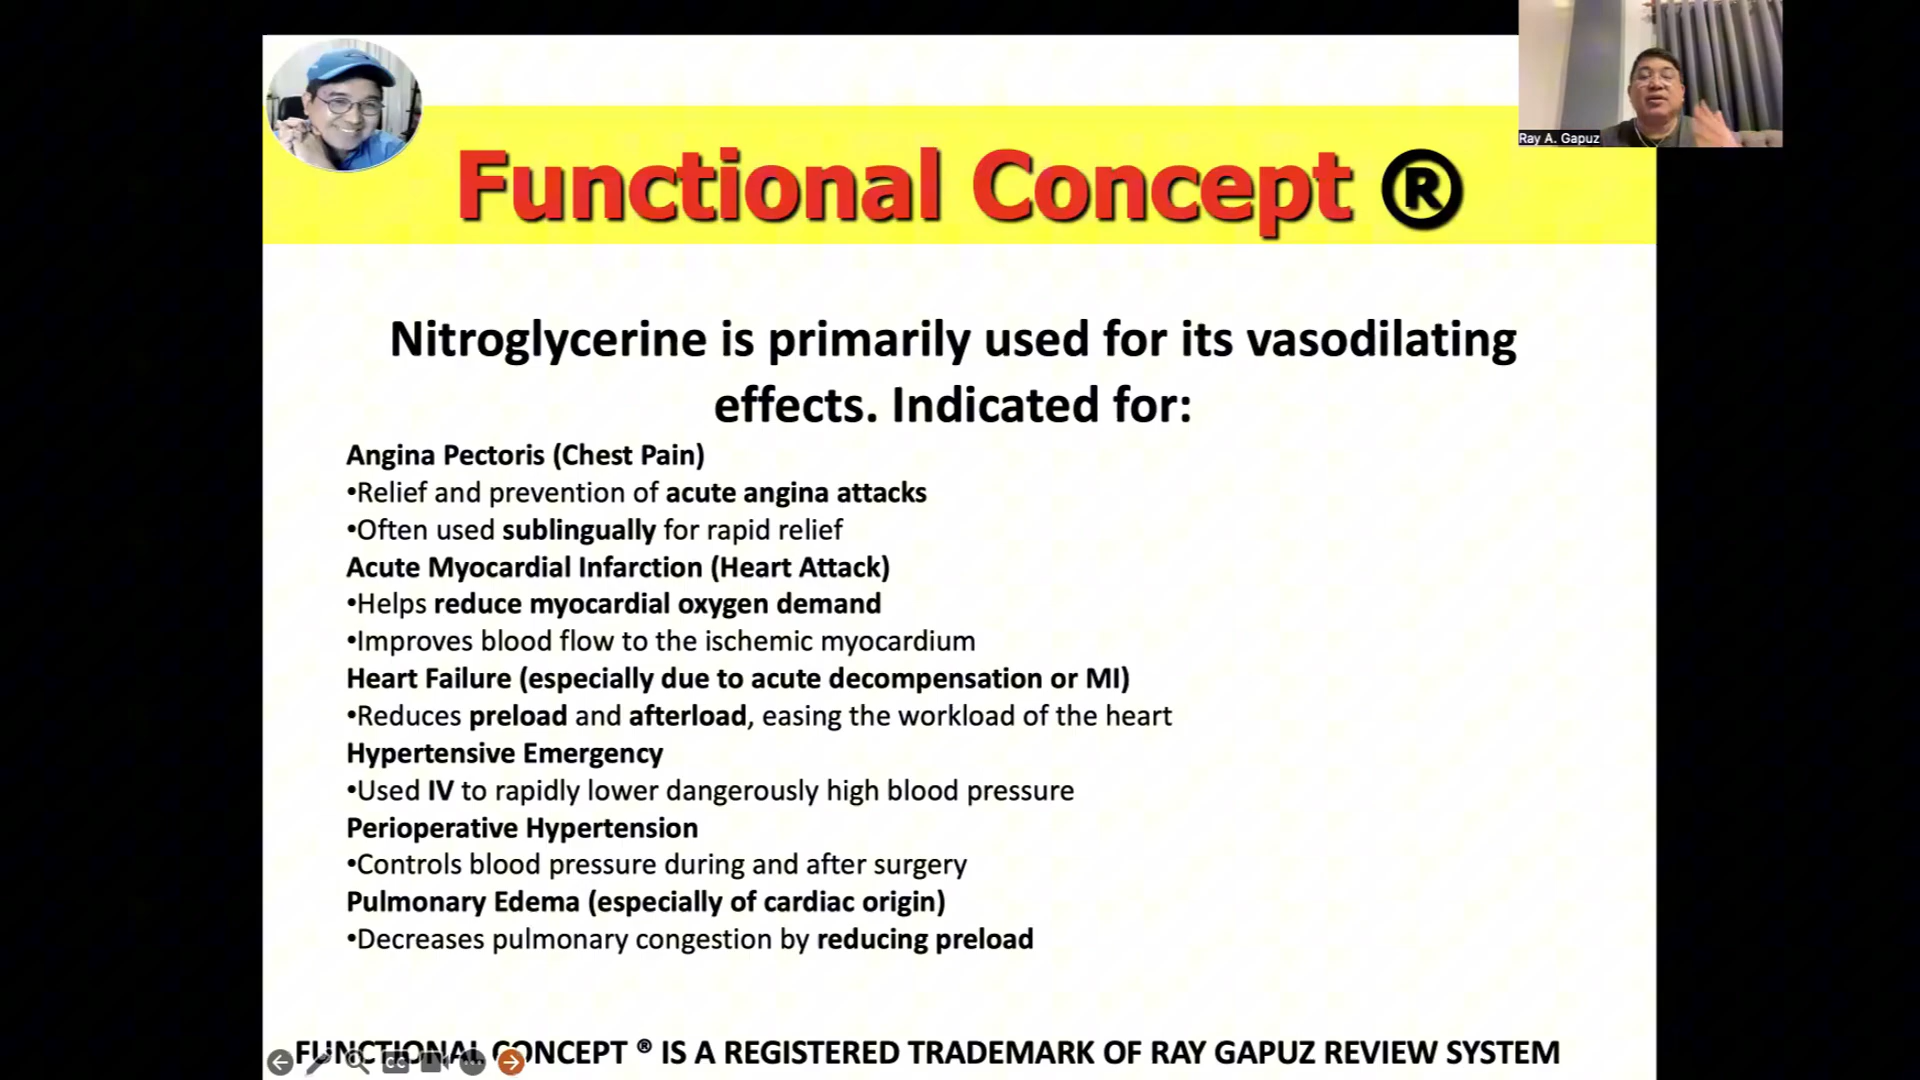 Ray A. Gapuz
Functional Concept ®
Nitroglycerine is primarily used for its vasodilating
effects. Indicated for:
Angina Pectoris (Chest Pain)
•Relief and prevention of acute angina attacks
•Often used sublingually for rapid relief
Acute Myocardial Infarction (Heart Attack)
•Helps reduce myocardial oxygen demand
•Improves blood flow to the ischemic myocardium
Heart Failure (especially due to acute decompensation or MI)
•Reduces preload and afterload, easing the workload of the heart
Hypertensive Emergency
•Used IV to rapidly lower dangerously high blood pressure
Perioperative Hypertension
•Controls blood pressure during and after surgery
Pulmonary Edema (especially of cardiac origin)
•Decreases pulmonary congestion by reducing preload
FUNCTIONAL CONCEPT ® IS A REGISTERED TRADEMARK OF RAY GAPUZ REVIEW SYSTEM
CC